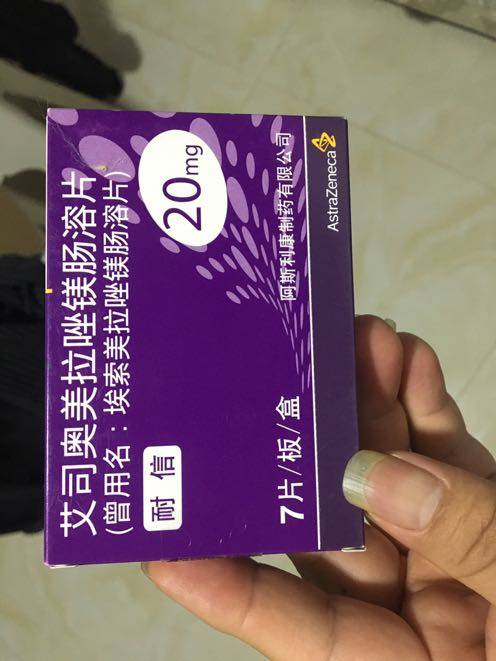 艾司奥美拉唑镁肠溶片
(曾用名：埃索美拉唑镁肠溶片)
20mg
耐信
7片/板/盒
阿斯利康制药有限公司
AstraZeneca